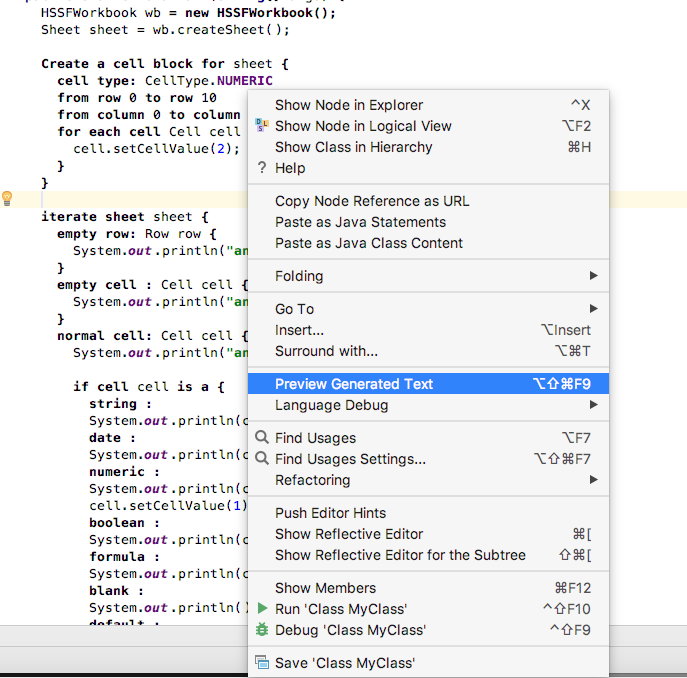 HSSFWorkbook wb = new HSSFWorkbook();
Sheet sheet = wb.createSheet();
Create a cell block for sheet {
cell type: CellType.NUMERIC
from row 0 to row 10
from column 0 to column
for each cell Cell cell
cell.setCellValue(2);
}
}
iterate sheet sheet {
empty row: Row row {
System.out.println("an
}
empty cell : Cell cell {
System.out.println("an
}
normal cell: Cell cell {
System.out.println("an
if cell cell is a {
string :
System.out.println(c
date :
System.out.println(c
numeric :
System.out.println(c
cell.setCellValue(1)
boolean :
System.out.println(c
formula :
System.out.println(c
blank :
System.out.println()
default :
Show Node in Explorer ^X
Show Node in Logical View ⌥F2
Show Class in Hierarchy ⌘H
? Help
Copy Node Reference as URL
Paste as Java Statements
Paste as Java Class Content
Folding ▶
Go To ▶
Insert... ⌥Insert
Surround with... ⌥⌘T
Preview Generated Text ⌥⇧⌘F9
Language Debug ▶
Find Usages ⌥F7
Find Usages Settings... ⌥⇧⌘F7
Refactoring ▶
Push Editor Hints
Show Reflective Editor ⌘[
Show Reflective Editor for the Subtree ⇧⌘[
Show Members ⌘F12
Run 'Class MyClass' ^⇧F10
Debug 'Class MyClass' ^⇧F9
Save 'Class MyClass'